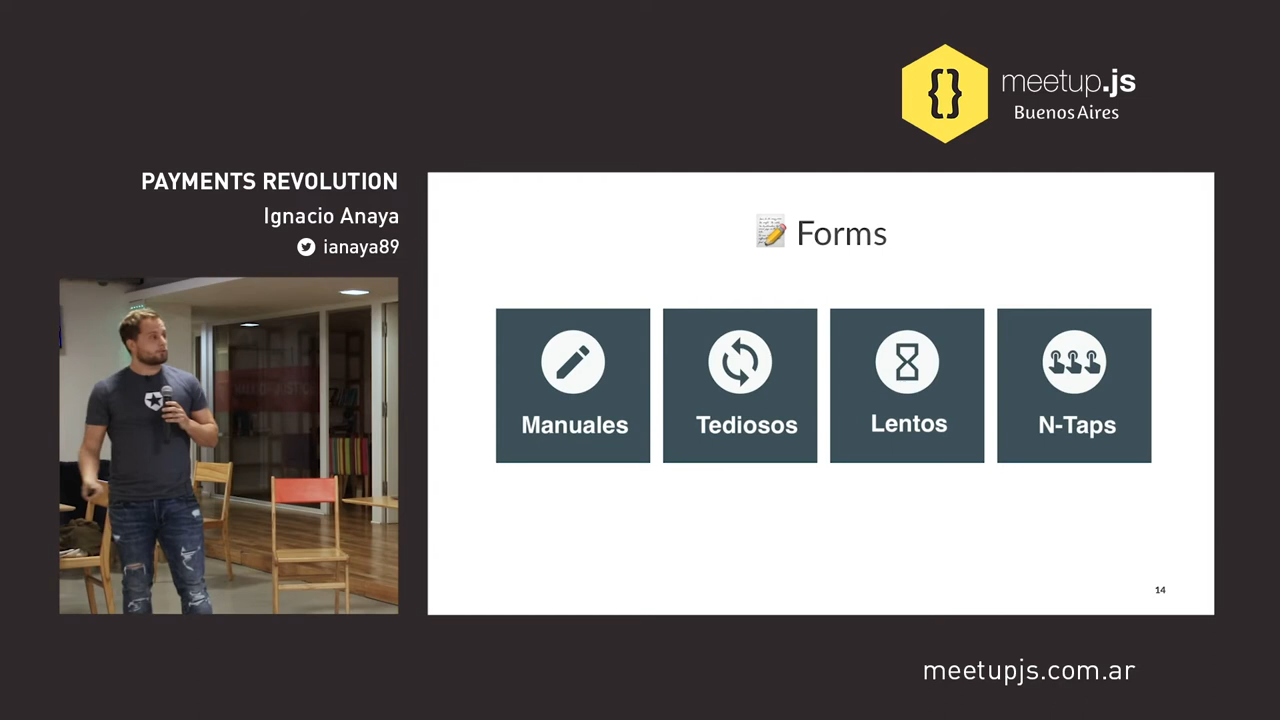 {}
meetup.js
Buenos Aires
PAYMENTS REVOLUTION
Ignacio Anaya
ianaya89
Forms
Manuales
Tediosos
Lentos
N-Taps
14
meetupjs.com.ar